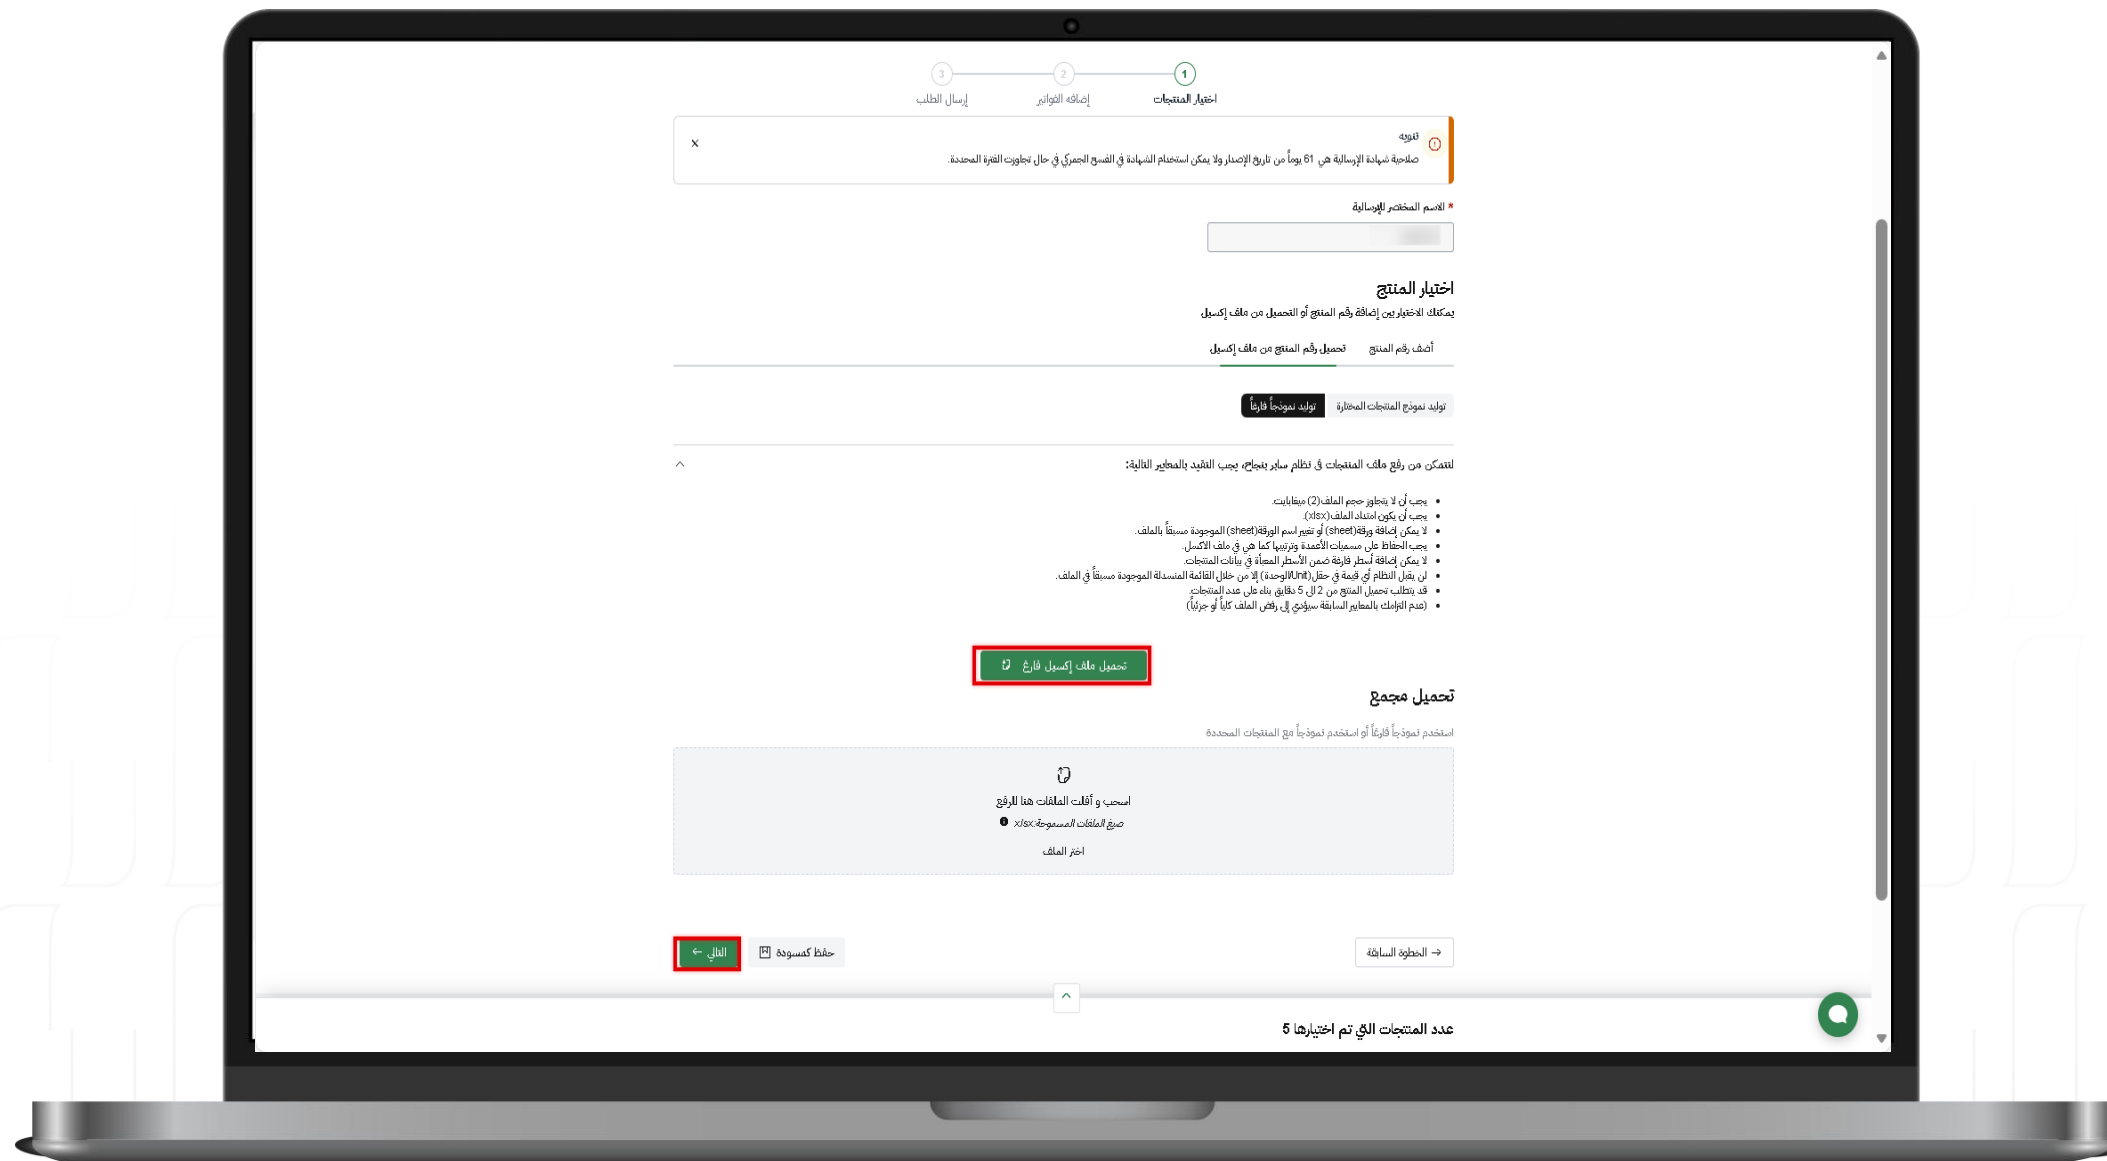 1
2
3
اختيار المنتجات
إضافة الفواتير
إرسال الطلب
تنويه
صلاحية شهادة الإرسالية هي 61 يوماً من تاريخ الإصدار ولا يمكن استخدام الشهادة في الفسح الجمركي في حال تجاوزت الفترة المحددة.
* الاسم المختصر للإرسالية
اختيار المنتج
يمكنك الاختيار بين إضافة رقم المنتج أو التحميل من ملف إكسيل
أضف رقم المنتج
تحميل رقم المنتج من ملف إكسيل
توليد نموذج المنتجات المختارة
توليد نموذجاً فارغاً
لتتمكن من رفع ملف المنتجات في نظام سابر بنجاح، يجب التقيد بالمعايير التالية:
• يجب أن لا يتجاوز حجم الملف(2) ميغابايت.
• يجب أن يكون امتداد الملف(xlsx).
• لا يمكن إضافة ورقة(sheet) أو تغيير اسم الورقة(sheet) الموجودة مسبقاً بالملف.
• يجب الحفاظ على مسميات الأعمدة وترتيبها كما هي في ملف الاكسل.
• لا يمكن إضافة أسطر فارغة ضمن الأسطر المعبأة في بيانات المنتجات.
• لن يقبل النظام أي قيمة في حقل(Unit/الوحدة) إلا من خلال القائمة المنسدلة الموجودة مسبقاً في الملف.
• قد يتطلب تحميل المنتج من 2 الى 5 دقايق بناء على عدد المنتجات.
• (عدم التزامك بالمعايير السابقة سيؤدي إلى رفض الملف كلياً أو جزئياً)
تحميل ملف إكسيل فارغ
تحميل مجمع
استخدم نموذجاً فارغاً أو استخدم نموذجاً مع المنتجات المحددة
اسحب و أفلت الملفات هنا للرفع
صيغ الملفات المسموحة:xlsx
اختر الملف
الخطوة السابقة
حفظ كمسودة
التالي
عدد المنتجات التي تم اختيارها 5